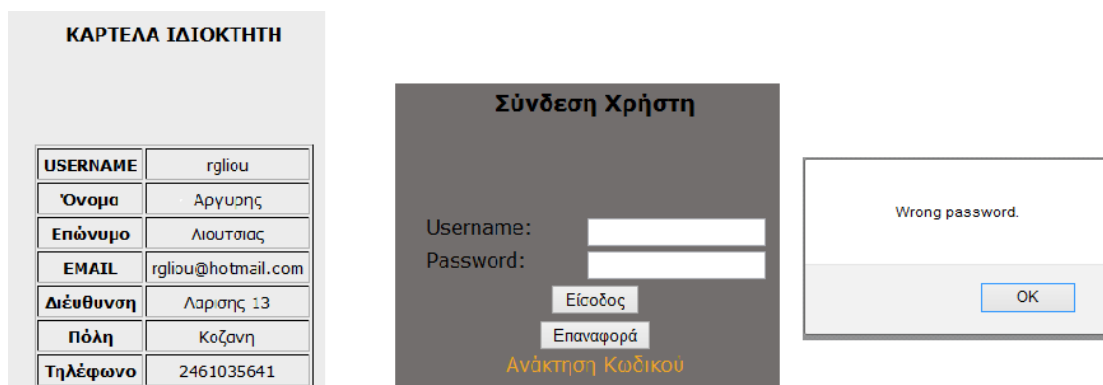 ΚΑΡΤΕΛΑ ΙΔΙΟΚΤΗΤΗ
USERNAME rgliou
Όνομα Αργυρης
Επώνυμο Λιουτσιας
EMAIL rgliou@hotmail.com
Διέυθυνση Λαρισης 13
Πόλη Κοζανη
Τηλέφωνο 2461035641
Σύνδεση Χρήστη
Username:
Password:
Είσοδος
Επαναφορά
Ανάκτηση Κωδικού
Wrong password.
OK